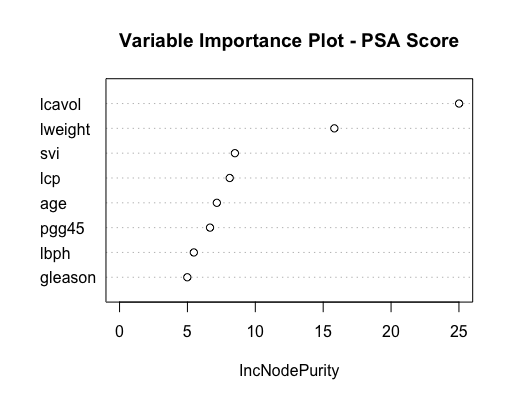 Variable Importance Plot - PSA Score
lcavol
lweight
svi
lcp
age
pgg45
lbph
gleason
0 5 10 15 20 25
IncNodePurity